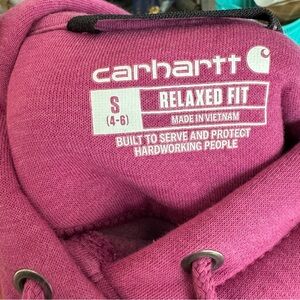 carhartt
S
(4-6)
RELAXED FIT
MADE IN VIETNAM
BUILT TO SERVE AND PROTECT
HARDWORKING PEOPLE